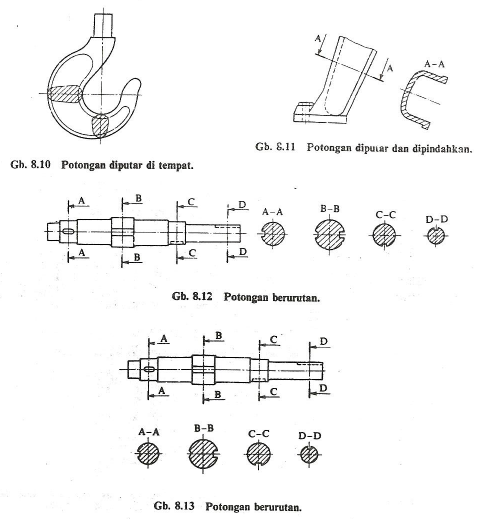 A
A
A-A
Gb. 8.10 Potongan diputar di tempat.
Gb. 8.11 Potongan diputar dan dipindahkan.
A B C D
A B C D
A-A B-B C-C D-D
Gb. 8.12 Potongan berurutan.
A B C D
A B C D
A-A B-B C-C D-D
Gb. 8.13 Potongan berurutan.